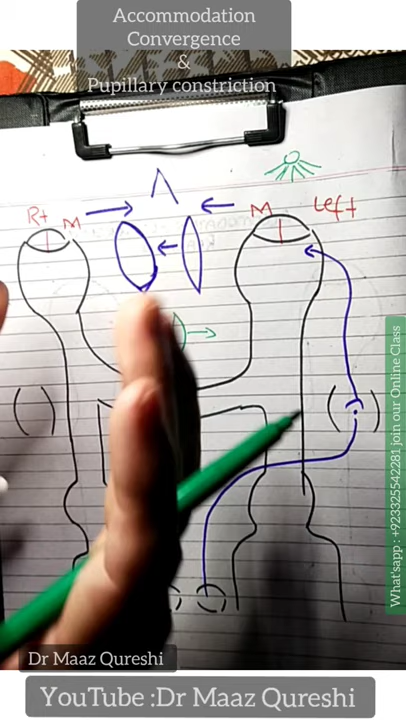 Accommodation
Convergence
&
Pupillary constriction
Rt M
M Left
What'sapp : +923325542281 join our Online Class
Dr Maaz Qureshi
YouTube :Dr Maaz Qureshi